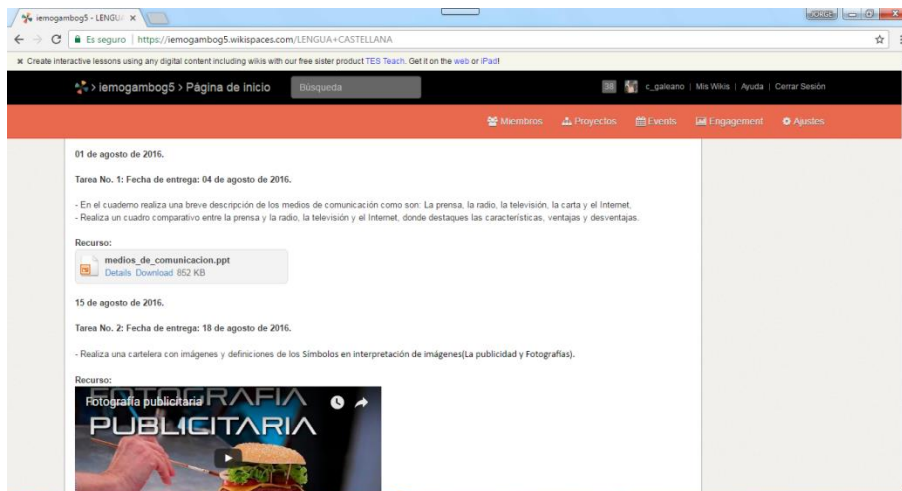 iemogambog5 - LENGU
JORGE
Es seguro | https://iemogambog5.wikispaces.com/LENGUA+CASTELLANA
Create interactive lessons using any digital content including wikis with our free sister product TES Teach. Get it on the web or iPad!
> iemogambog5 > Página de inicio Búsqueda 38 c_galeano | Mis Wikis | Ayuda | Cerrar Sesión
Miembros Proyectos Events Engagement Ajustes
01 de agosto de 2016.
Tarea No. 1: Fecha de entrega: 04 de agosto de 2016.
- En el cuaderno realiza una breve descripción de los medios de comunicación como son: La prensa, la radio, la televisión, la carta y el Internet,
- Realiza un cuadro comparativo entre la prensa y la radio, la televisión y el Internet, donde destaques las características, ventajas y desventajas.
Recurso:
medios_de_comunicacion.ppt
Details Download 852 KB
15 de agosto de 2016.
Tarea No. 2: Fecha de entrega: 18 de agosto de 2016.
- Realiza una cartelera con imágenes y definiciones de los Símbolos en interpretación de imágenes(La publicidad y Fotografías).
Recurso:
Fotografía publicitaria
FOTOGRAFIA
PUBLICITARIA